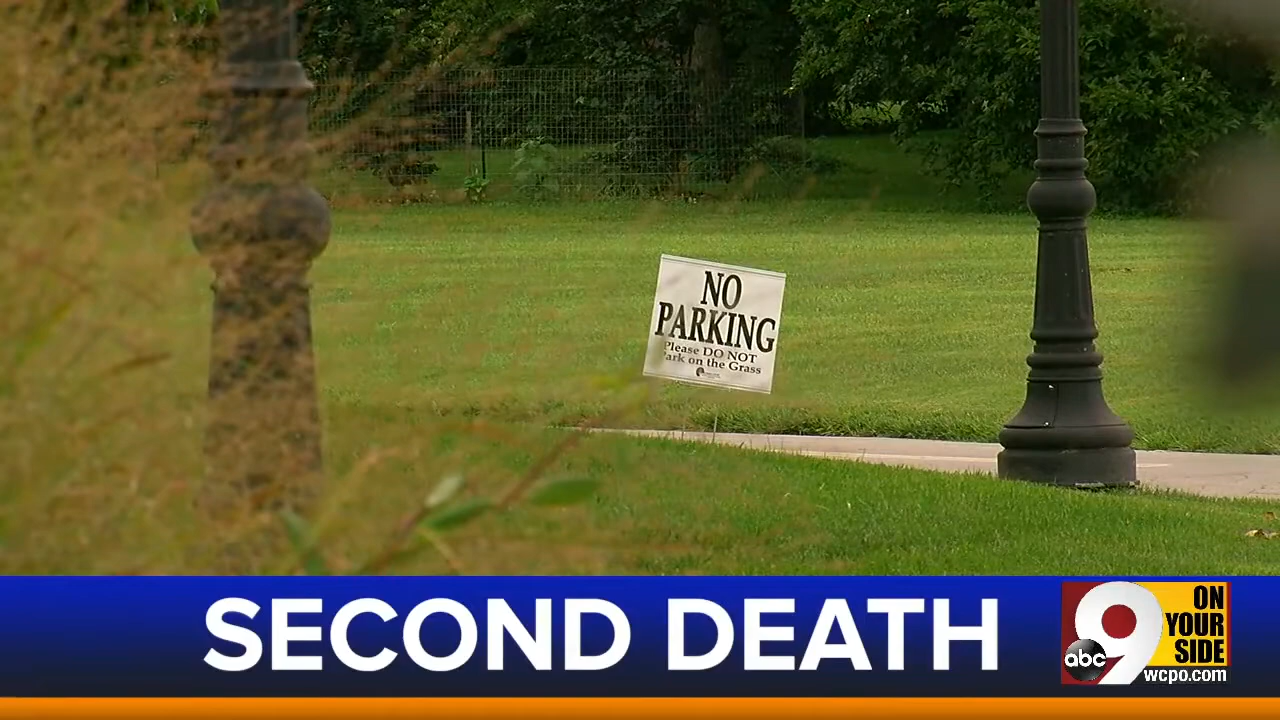 NO
PARKING
Please DO NOT
Park on the Grass
SECOND DEATH
9
abc
ON
YOUR
SIDE
wcpo.com